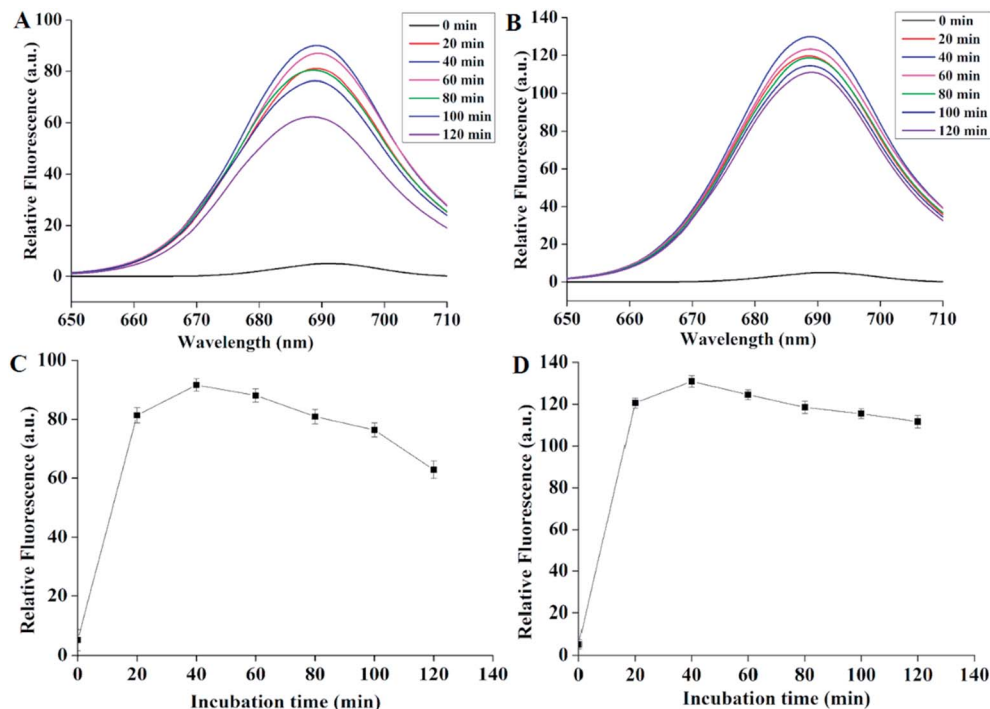 A
Relative Fluorescence (a.u.)
100
80
60
40
20
0
0 min
20 min
40 min
60 min
80 min
100 min
120 min
650 660 670 680 690 700 710
Wavelength (nm)
B
Relative Fluorescence (a.u.)
140
120
100
80
60
40
20
0
0 min
20 min
40 min
60 min
80 min
100 min
120 min
650 660 670 680 690 700 710
Wavelength (nm)
C
Relative Fluorescence (a.u.)
100
80
60
40
20
0
0 20 40 60 80 100 120 140
Incubation time (min)
D
Relative Fluorescence (a.u.)
140
120
100
80
60
40
20
0
0 20 40 60 80 100 120 140
Incubation time (min)